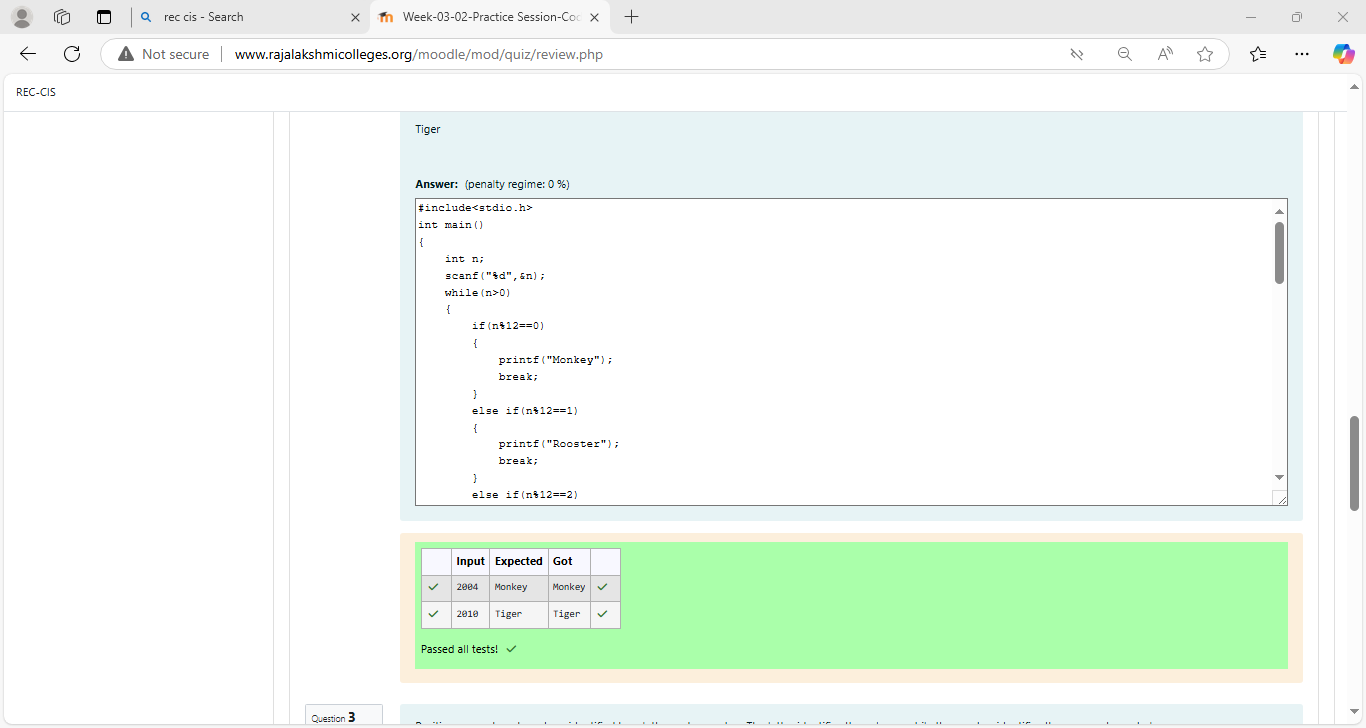 rec cis - Search
Week-03-02-Practice Session-Co
Not secure
www.rajalakshmicolleges.org/moodle/mod/quiz/review.php
REC-CIS
Tiger
Answer: (penalty regime: 0 %)
#include<stdio.h>
int main()
{
int n;
scanf("%d",&n);
while(n>0)
{
if(n%12==0)
{
printf("Monkey");
break;
}
else if(n%12==1)
{
printf("Rooster");
break;
}
else if(n%12==2)
Input Expected Got
2004 Monkey Monkey
2010 Tiger Tiger
Passed all tests!
Question 3